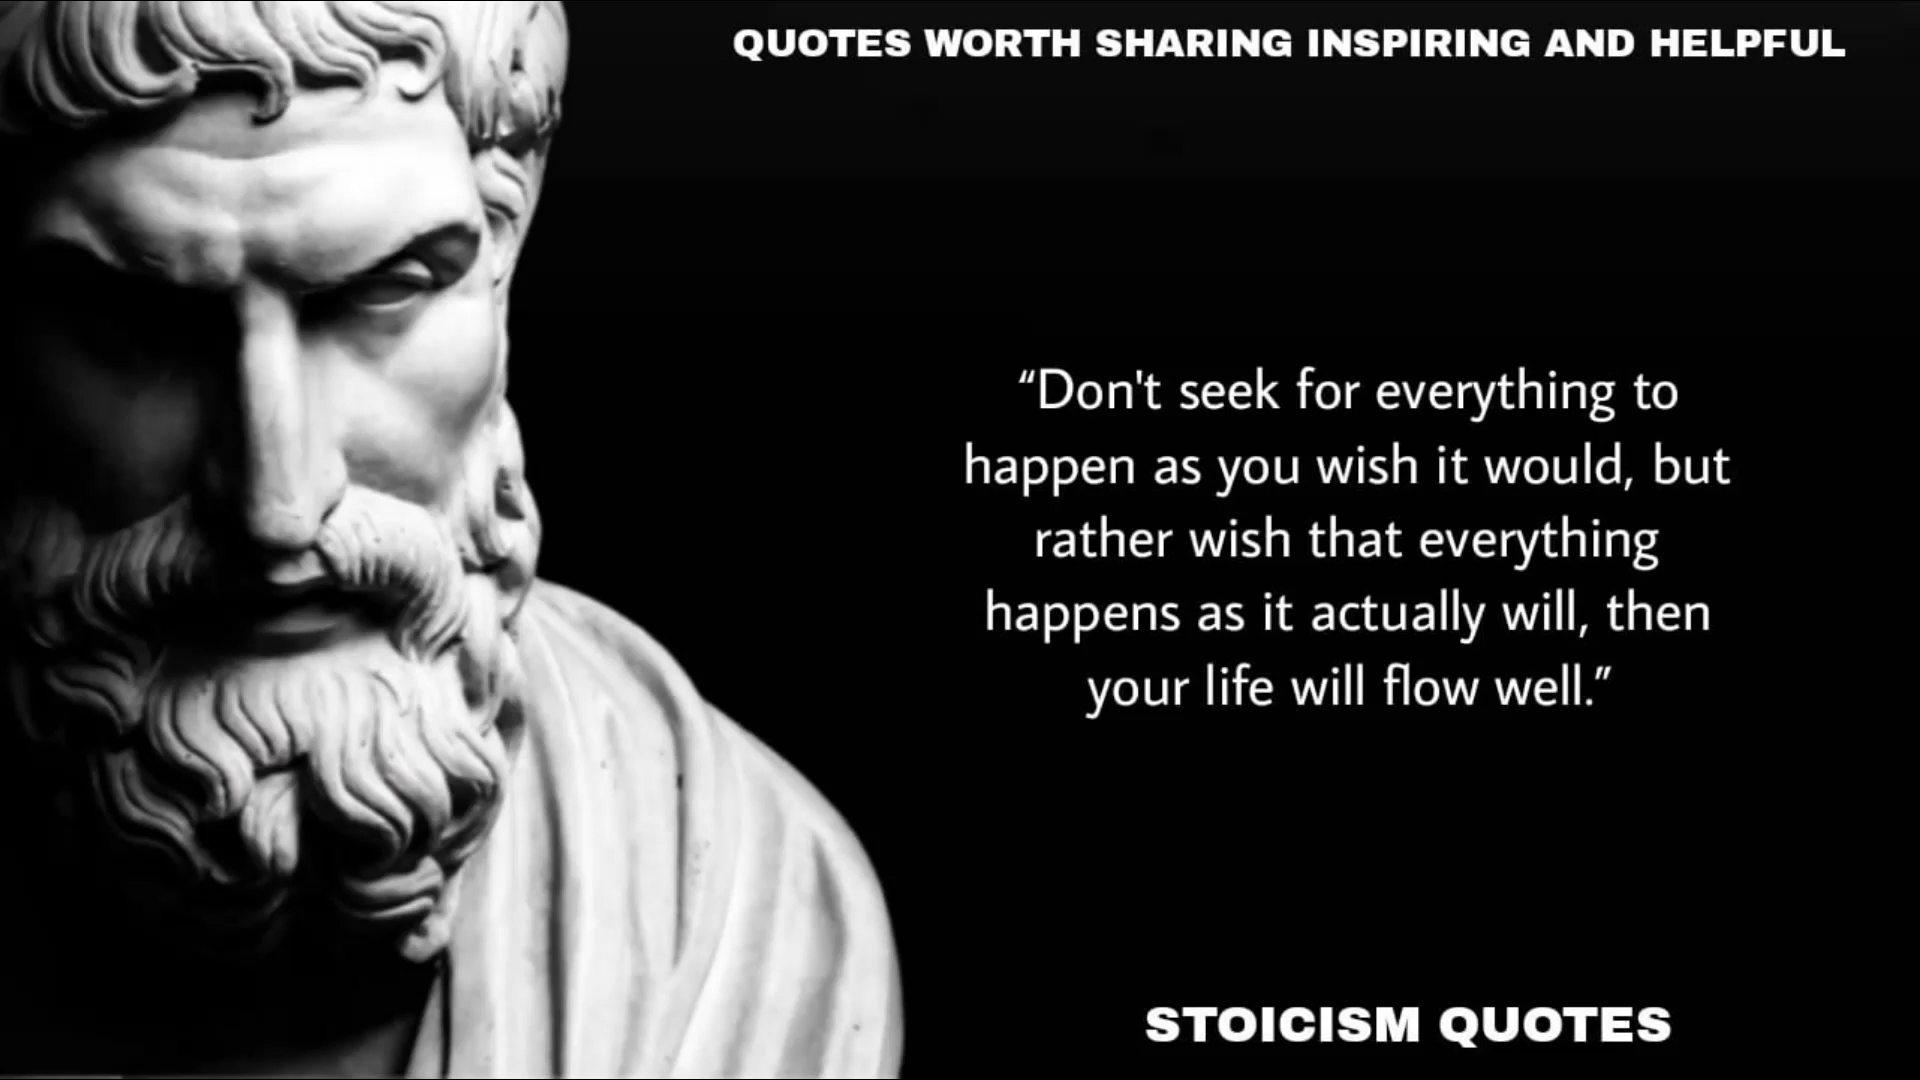 QUOTES WORTH SHARING INSPIRING AND HELPFUL
“Don't seek for everything to
happen as you wish it would, but
rather wish that everything
happens as it actually will, then
your life will flow well.”
STOICISM QUOTES